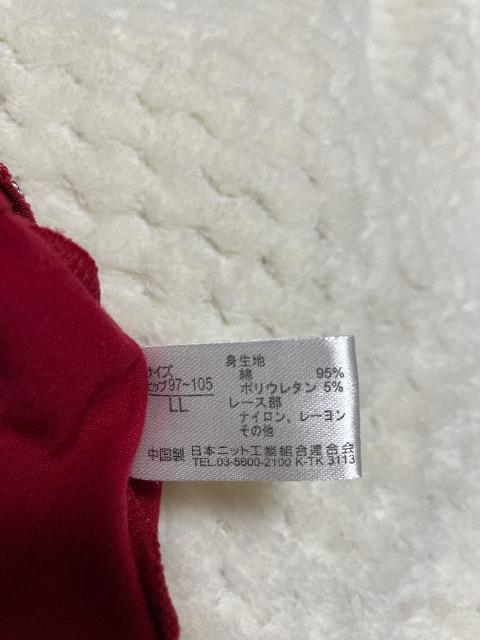 サイズ
ヒップ97~105
LL
身生地
綿 95%
ポリウレタン 5%
レース部
ナイロン、レーヨン
その他
中国製 日本ニット工業組合連合会
TEL.03-5600-2100 K-TK 3113